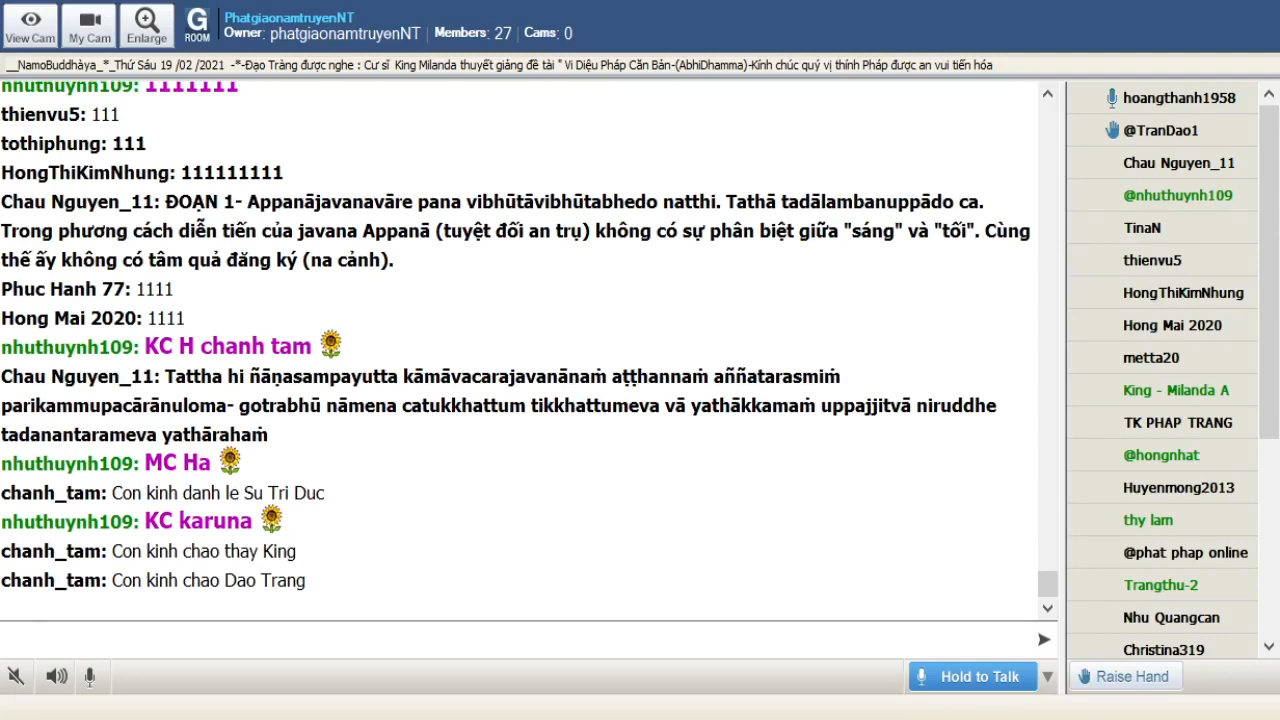 View Cam
My Cam
Enlarge
G
ROOM
PhatgiaonamtruyenNT
Owner: phatgiaonamtruyenNT | Members: 27 | Cams: 0
__NamoBuddhàya_*_Thứ Sáu 19 /02 /2021 -*-Đạo Tràng được nghe : Cư sĩ King Milanda thuyết giảng đề tài " Vi Diệu Pháp Căn Bản-(AbhiDhamma)-Kính chúc quý vị thính Pháp được an vui tiến hóa
nhuthuynh109: 1111111
thienvu5: 111
tothiphung: 111
HongThiKimNhung: 111111111
Chau Nguyen_11: ĐOẠN 1- Appanājavanavāre pana vibhūtāvibhūtabhedo natthi. Tathā tadālambanuppādo ca.
Trong phương cách diễn tiến của javana Appanā (tuyệt đối an trụ) không có sự phân biệt giữa "sáng" và "tối". Cùng
thế ấy không có tâm quả đăng ký (na cảnh).
Phuc Hanh 77: 1111
Hong Mai 2020: 1111
nhuthuynh109: KC H chanh tam
Chau Nguyen_11: Tattha hi ñāṇasampayutta kāmāvacarajavanānaṁ aṭṭhannaṁ aññatarasmiṁ
parikammupacārānuloma- gotrabhū nāmena catukkhattum tikkhattumeva vā yathākkamaṁ uppajjitvā niruddhe
tadanantarameva yathārahaṁ
nhuthuynh109: MC Ha
chanh_tam: Con kinh danh le Su Tri Duc
nhuthuynh109: KC karuna
chanh_tam: Con kinh chao thay King
chanh_tam: Con kinh chao Dao Trang
Hold to Talk
hoangthanh1958
@TranDao1
Chau Nguyen_11
@nhuthuynh109
TinaN
thienvu5
HongThiKimNhung
Hong Mai 2020
metta20
King - Milanda A
TK PHAP TRANG
@hongnhat
Huyenmong2013
thy lam
@phat phap online
Trangthu-2
Nhu Quangcan
Christina319
Raise Hand